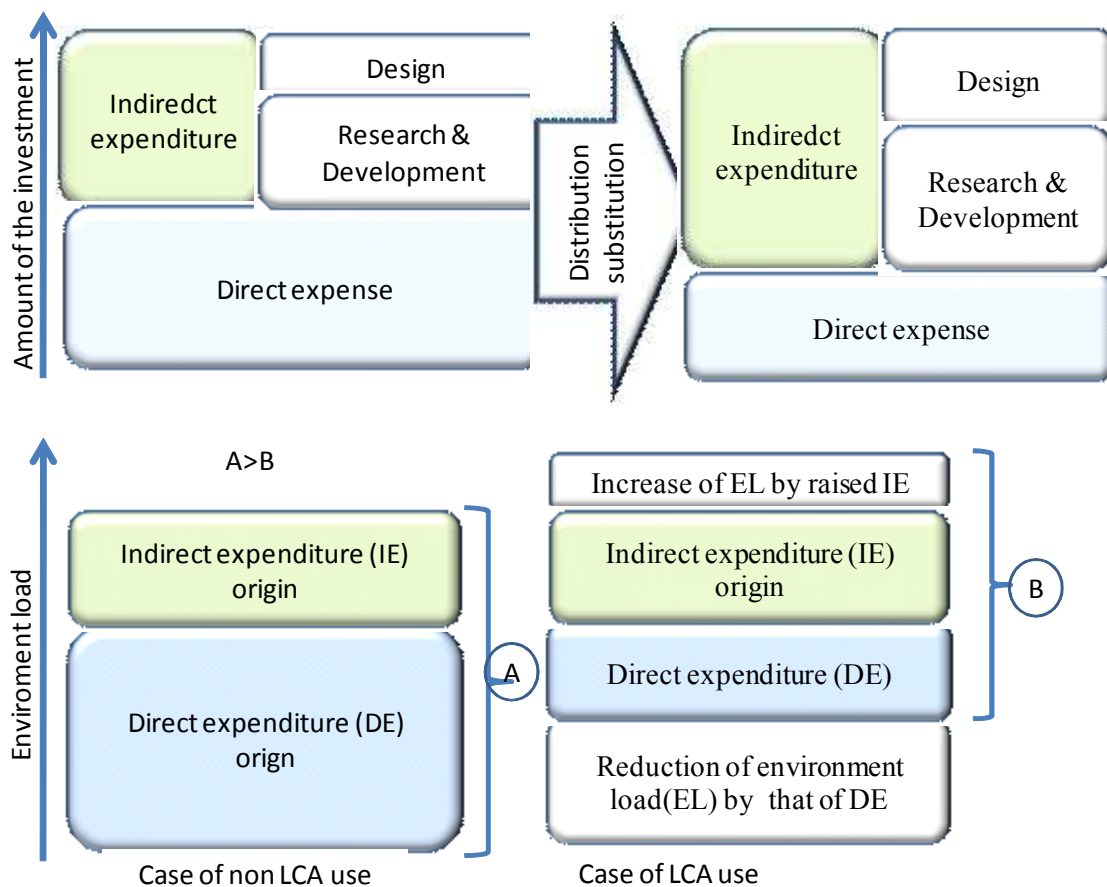 Amount of the investment
Indiredct
expenditure
Design
Research &
Development
Direct expense
Distribution
substitution
Indiredct
expenditure
Design
Research &
Development
Direct expense
Enviroment load
A>B
Indirect expenditure (IE)
origin
Direct expenditure (DE)
orign
A
Case of non LCA use
Increase of EL by raised IE
Indirect expenditure (IE)
origin
Direct expenditure (DE)
Reduction of environment
load(EL) by that of DE
B
Case of LCA use